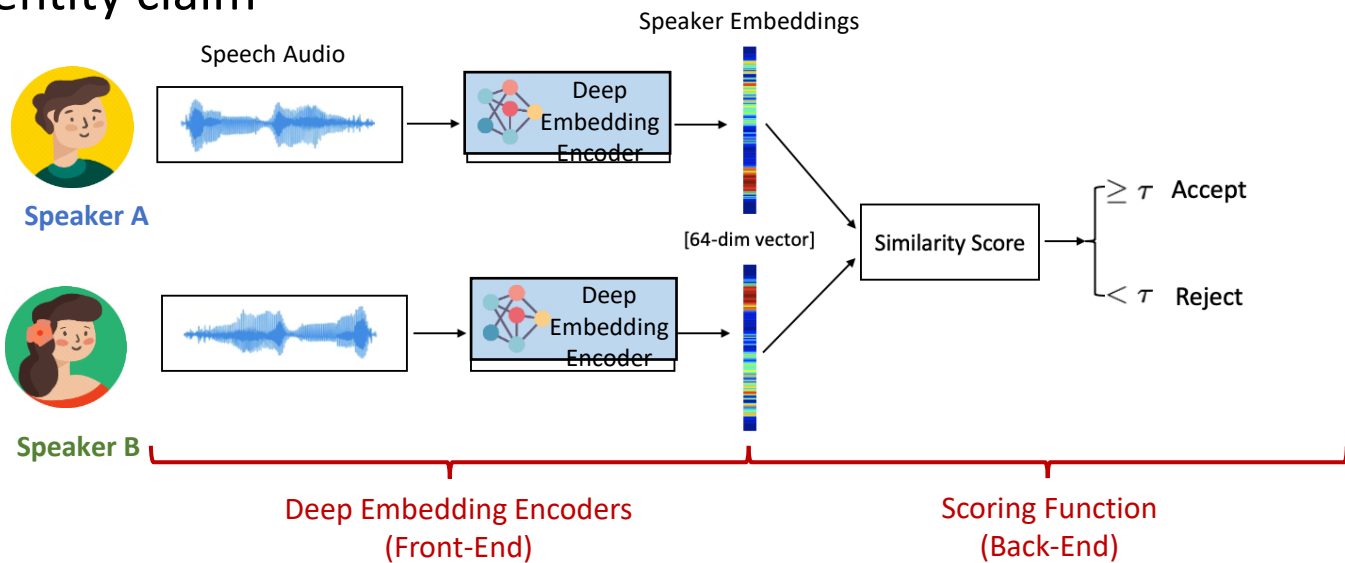 Speaker Embeddings
Speech Audio
Deep
Embedding
Encoder
Speaker A
≥ τ Accept
[64-dim vector]
Similarity Score
< τ Reject
Deep
Embedding
Encoder
Speaker B
Deep Embedding Encoders
(Front-End)
Scoring Function
(Back-End)